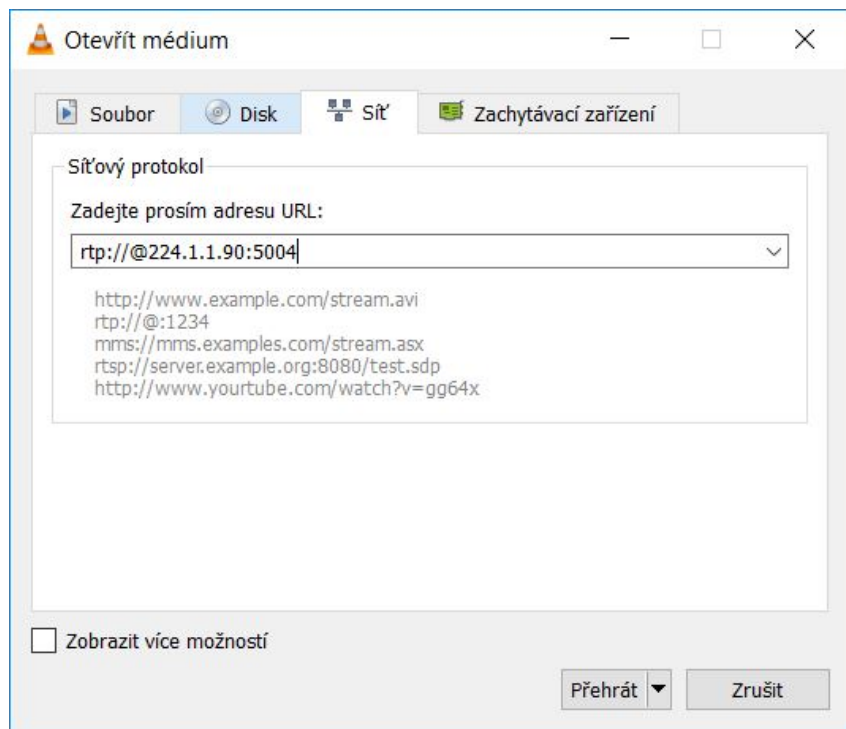 Otevřít médium
Soubor Disk Síť Zachytávací zařízení
Síťový protokol
Zadejte prosím adresu URL:
rtp://@224.1.1.90:5004
http://www.example.com/stream.avi
rtp://@:1234
mms://mms.examples.com/stream.asx
rtsp://server.example.org:8080/test.sdp
http://www.yourtube.com/watch?v=gg64x
Zobrazit více možností
Přehrát Zrušit